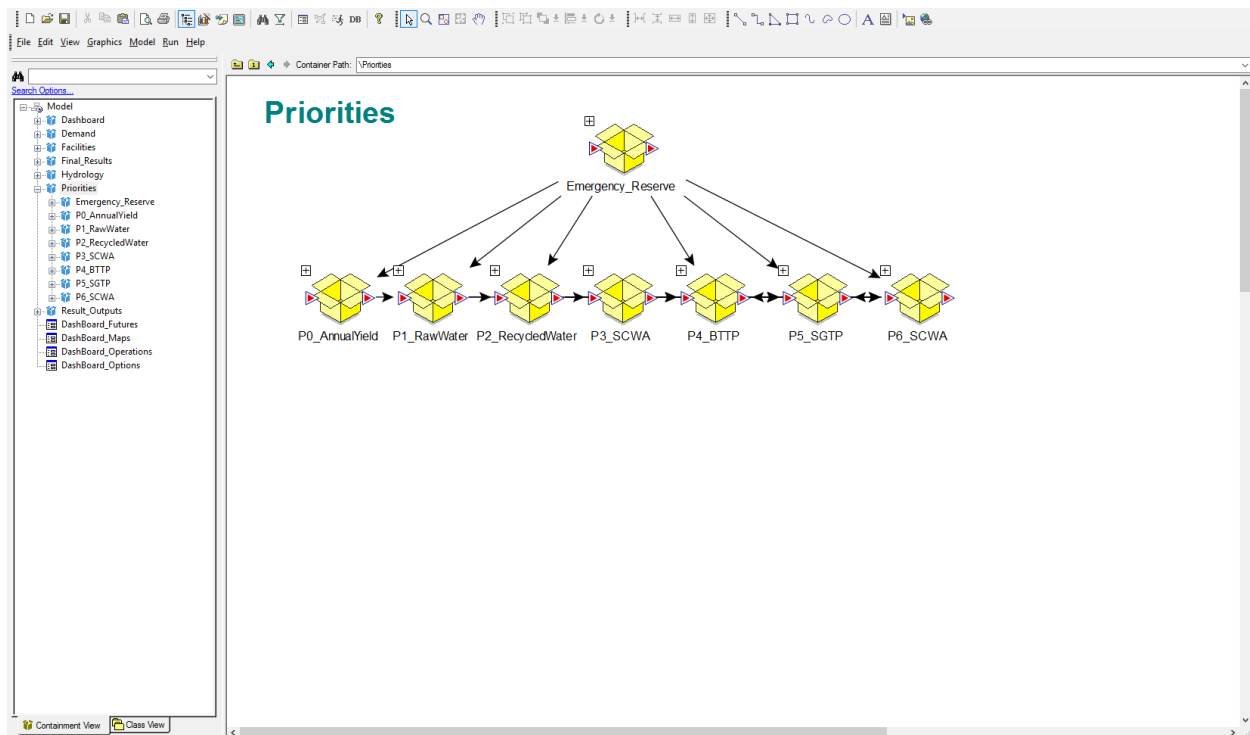 DB
A
File Edit View Graphics Model Run Help
Container Path: \Priorities
Search Options...
Model
Dashboard
Demand
Facilities
Final_Results
Hydrology
Priorities
Emergency_Reserve
P0_AnnualYield
P1_RawWater
P2_RecycledWater
P3_SCWA
P4_BTTP
P5_SGTP
P6_SCWA
Result_Outputs
DashBoard_Futures
DashBoard_Maps
DashBoard_Operations
DashBoard_Options
Containment View Class View
Priorities
Emergency_Reserve
P0_AnnualYield P1_RawWater P2_RecycledWater P3_SCWA P4_BTTP P5_SGTP P6_SCWA